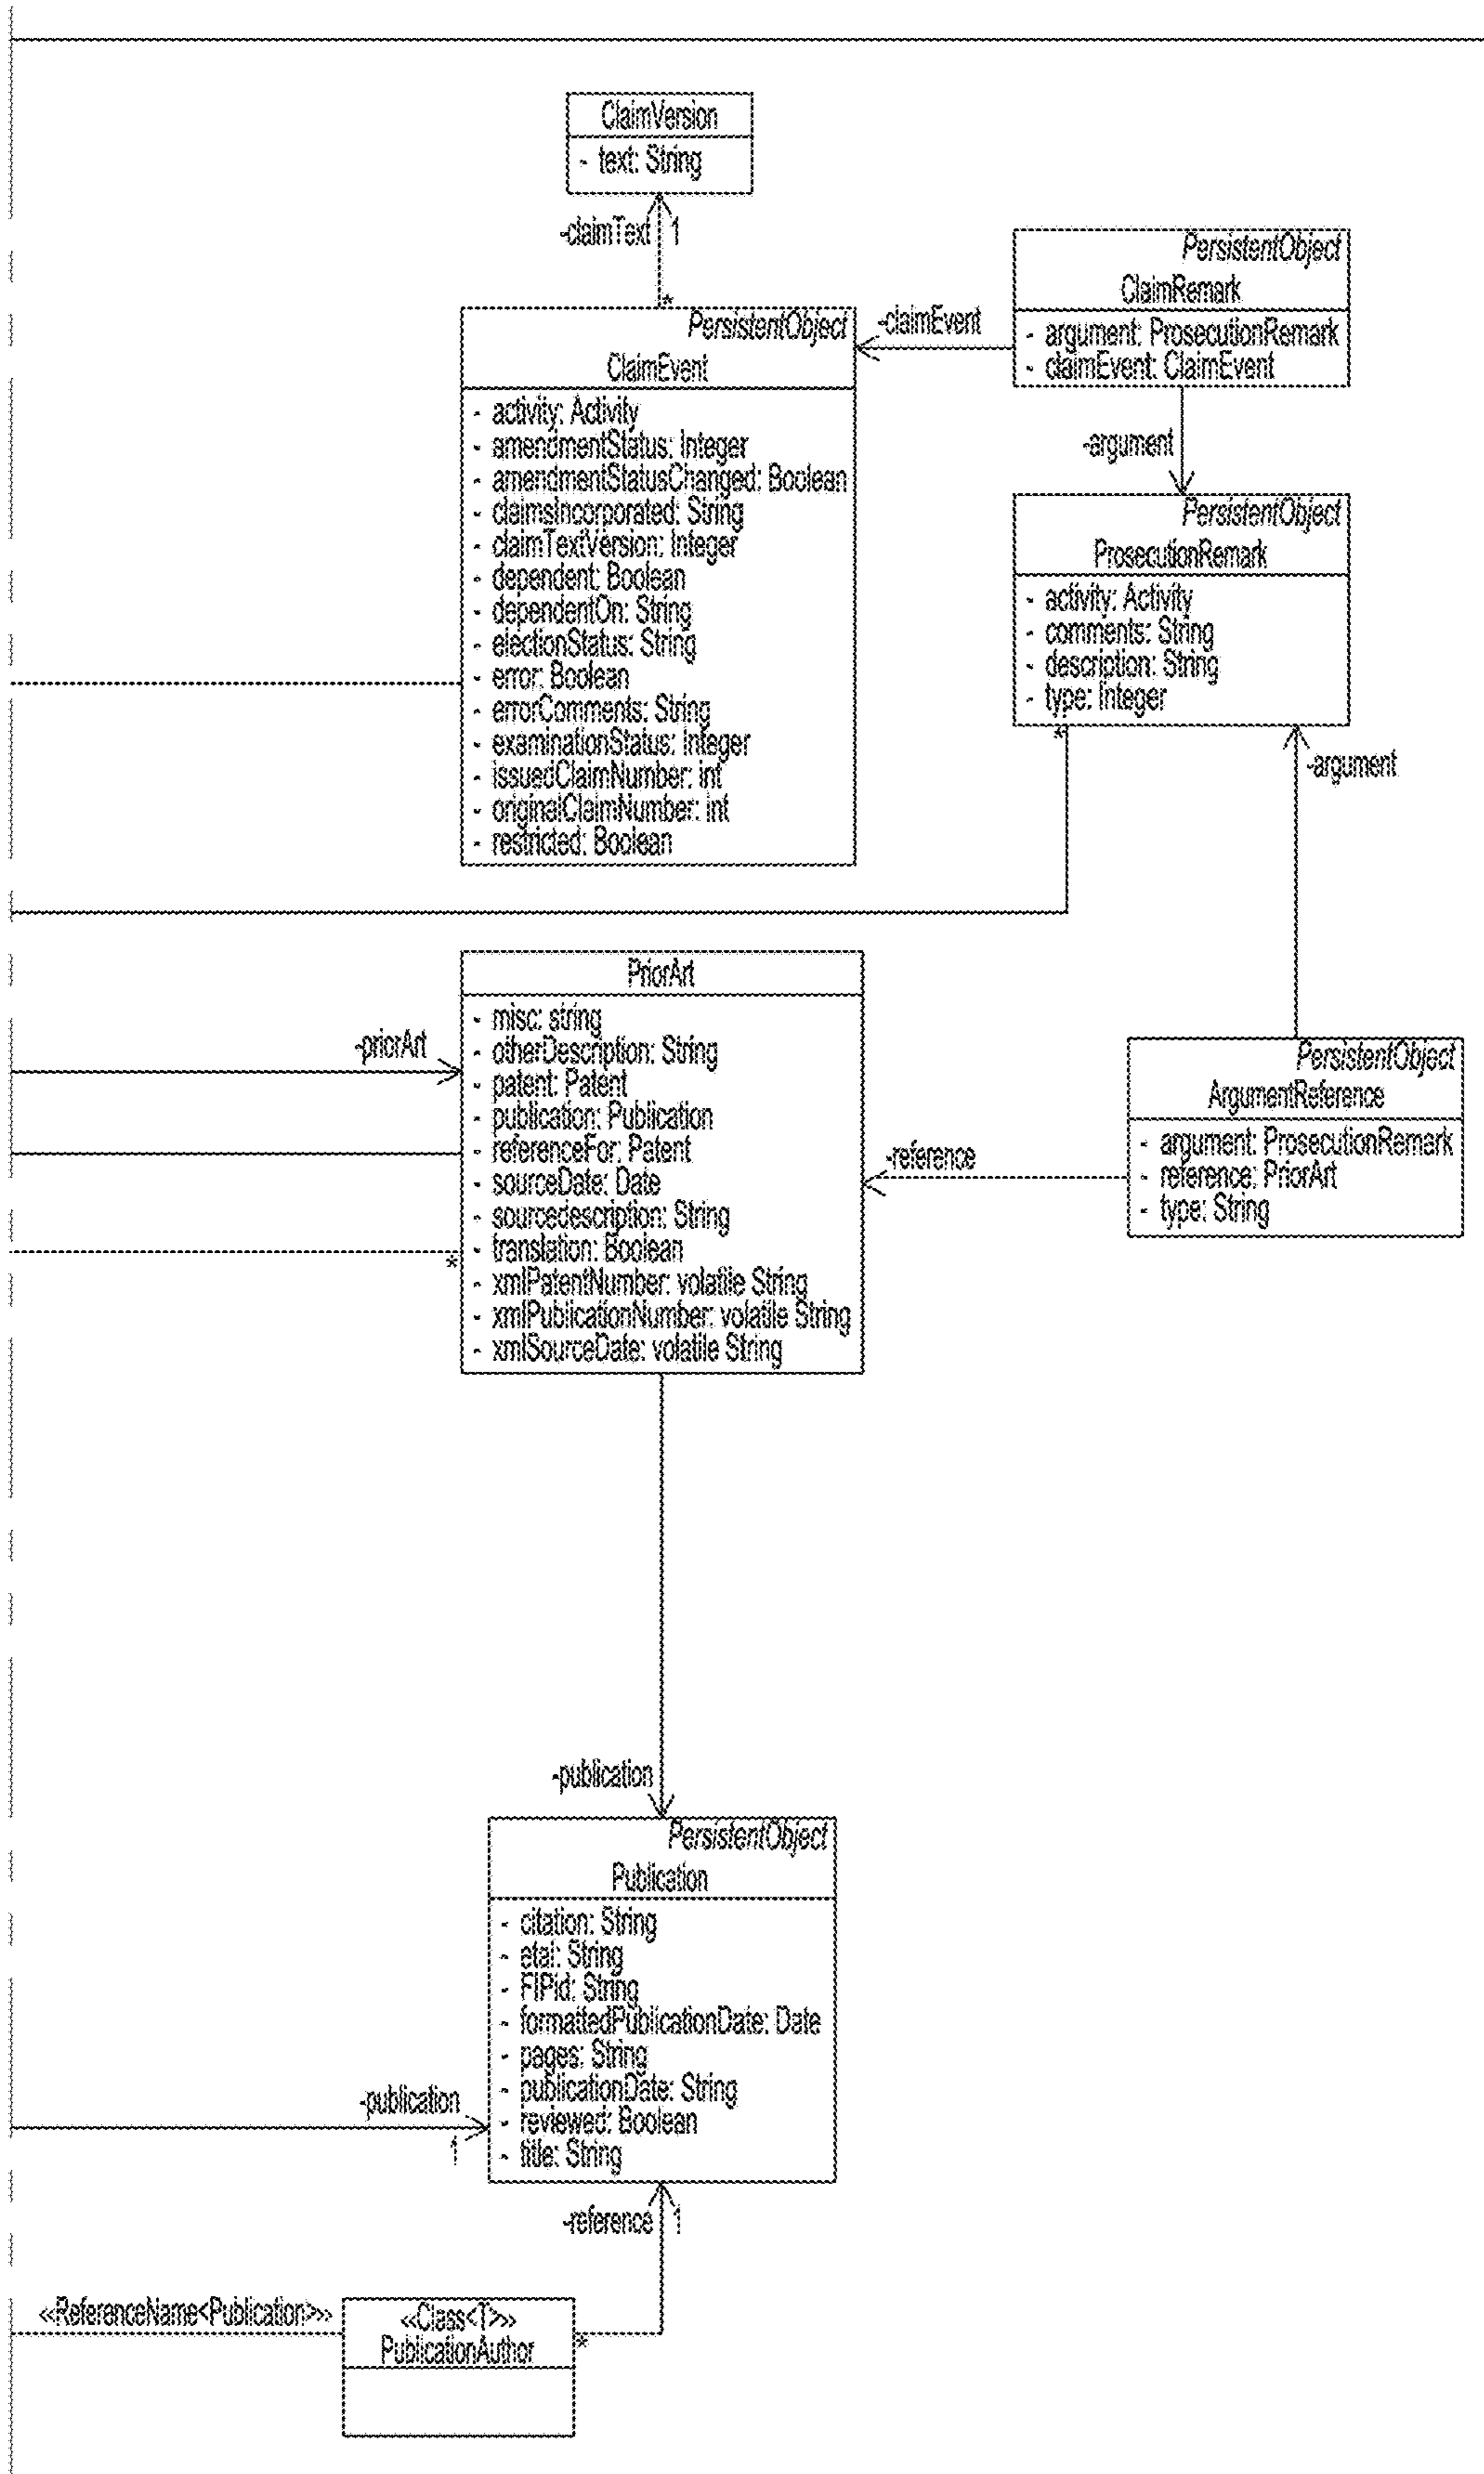 ClaimVersion
- text: String
-claimText 1
*
PersistentObject
ClaimEvent
- activity: Activity
- amendmentStatus: Integer
- amendmentStatusChanged: Boolean
- claimsIncorporated: String
- claimTextVersion: Integer
- dependent: Boolean
- dependentOn: String
- electionStatus: String
- error: Boolean
- errorComments: String
- examinationStatus: Integer
- issuedClaimNumber: int
- originalClaimNumber: int
- restricted: Boolean
-claimEvent
PersistentObject
ClaimRemark
- argument: ProsecutionRemark
- claimEvent: ClaimEvent
-argument
PersistentObject
ProsecutionRemark
- activity: Activity
- comments: String
- description: String
- type: Integer
*
-argument
PriorArt
- misc: string
- otherDescription: String
- patent: Patent
- publication: Publication
- referenceFor: Patent
- sourceDate: Date
- sourcedescription: String
- translation: Boolean
- xmlPatentNumber: volatile String
- xmlPublicationNumber: volatile String
- xmlSourceDate: volatile String
-priorArt
*
-reference
PersistentObject
ArgumentReference
- argument: ProsecutionRemark
- reference: PriorArt
- type: String
-publication
PersistentObject
Publication
- citation: String
- etal: String
- FIPid: String
- formattedPublicationDate: Date
- pages: String
- publicationDate: String
- reviewed: Boolean
- title: String
-publication
1
-reference 1
«ReferenceName<Publication>»
«Class<T>»
PublicationAuthor
*